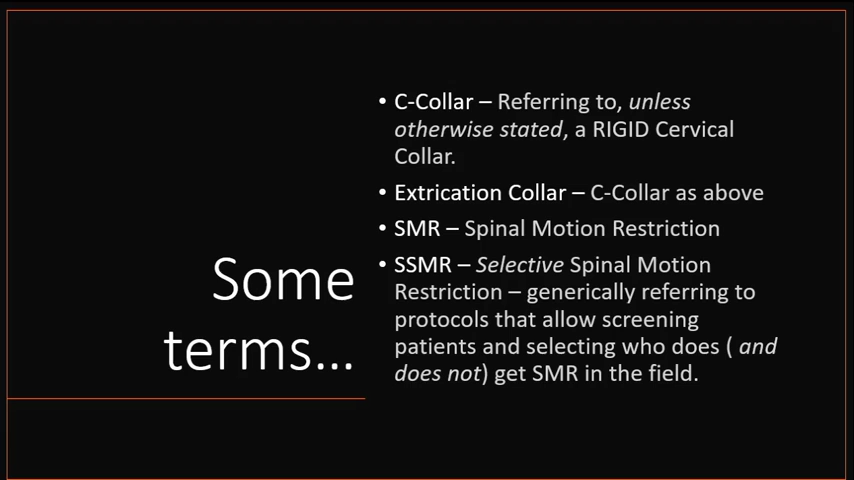 Some
terms...
• C-Collar – Referring to, unless
otherwise stated, a RIGID Cervical
Collar.
• Extrication Collar – C-Collar as above
• SMR – Spinal Motion Restriction
• SSMR – Selective Spinal Motion
Restriction – generically referring to
protocols that allow screening
patients and selecting who does ( and
does not) get SMR in the field.